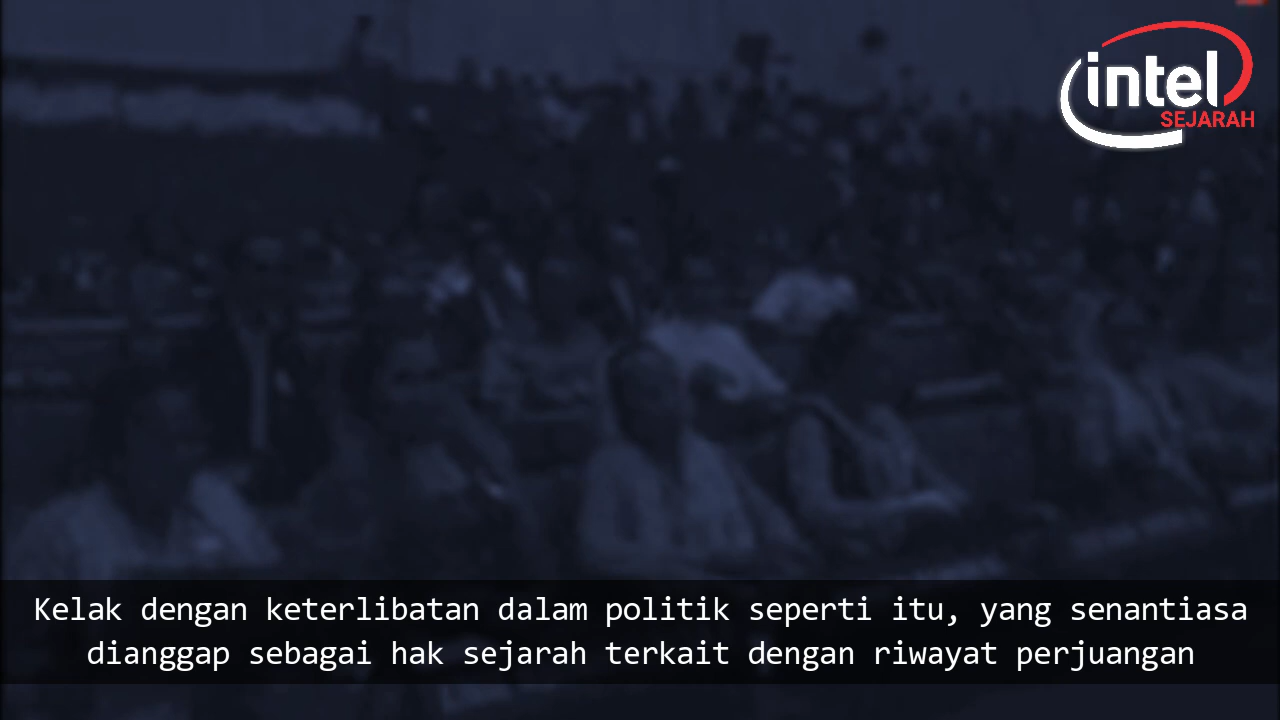 intel
SEJARAH
Kelak dengan keterlibatan dalam politik seperti itu, yang senantiasa
dianggap sebagai hak sejarah terkait dengan riwayat perjuangan